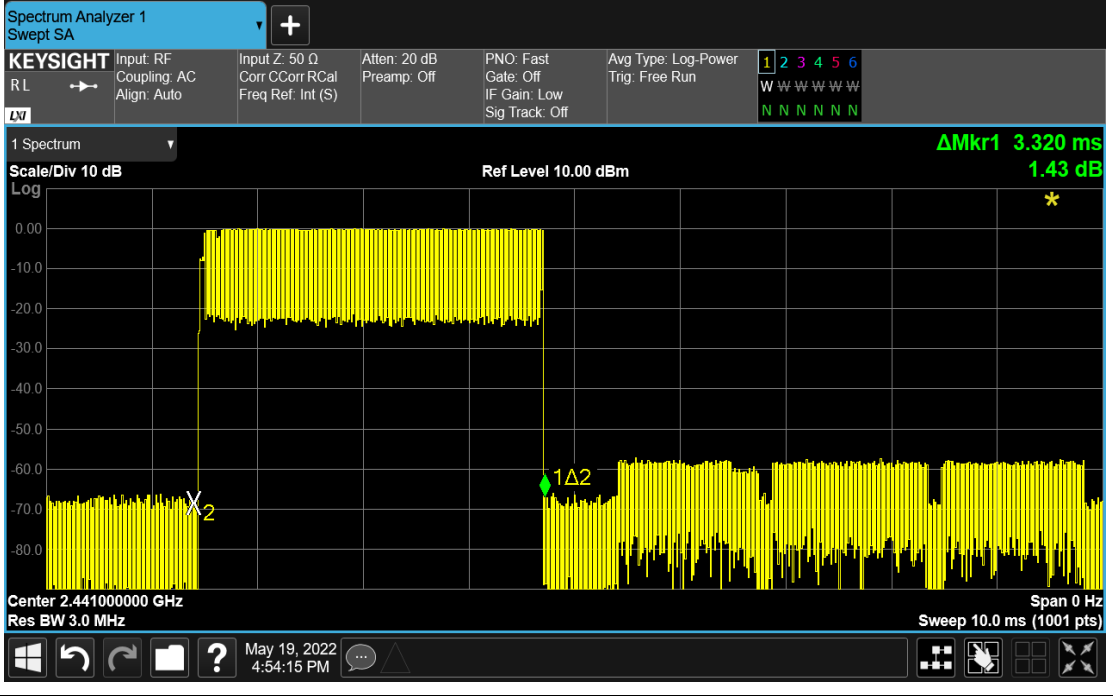 Spectrum Analyzer 1
Swept SA
KEYSIGHT
R L
LXI
Input: RF
Coupling: AC
Align: Auto
Input Z: 50 Ω
Corr CCorr RCal
Freq Ref: Int (S)
Atten: 20 dB
Preamp: Off
PNO: Fast
Gate: Off
IF Gain: Low
Sig Track: Off
Avg Type: Log-Power
Trig: Free Run
1 2 3 4 5 6
W W W W W W
N N N N N N
1 Spectrum
ΔMkr1 3.320 ms
1.43 dB
Scale/Div 10 dB
Ref Level 10.00 dBm
Log
*
0.00
-10.0
-20.0
-30.0
-40.0
-50.0
-60.0
-70.0
-80.0
X2
1Δ2
Center 2.441000000 GHz
Span 0 Hz
Res BW 3.0 MHz
Sweep 10.0 ms (1001 pts)
?
May 19, 2022
4:54:15 PM